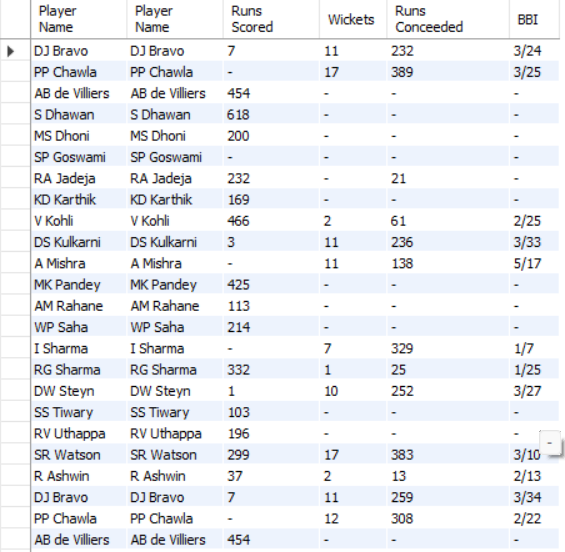 Player Name Player Name Runs Scored Wickets Runs Conceeded BBI
DJ Bravo DJ Bravo 7 11 232 3/24
PP Chawla PP Chawla - 17 389 3/25
AB de Villiers AB de Villiers 454 - - -
S Dhawan S Dhawan 618 - - -
MS Dhoni MS Dhoni 200 - - -
SP Goswami SP Goswami - - - -
RA Jadeja RA Jadeja 232 - 21 -
KD Karthik KD Karthik 169 - - -
V Kohli V Kohli 466 2 61 2/25
DS Kulkarni DS Kulkarni 3 11 236 3/33
A Mishra A Mishra - 11 138 5/17
MK Pandey MK Pandey 425 - - -
AM Rahane AM Rahane 113 - - -
WP Saha WP Saha 214 - - -
I Sharma I Sharma - 7 329 1/7
RG Sharma RG Sharma 332 1 25 1/25
DW Steyn DW Steyn 1 10 252 3/27
SS Tiwary SS Tiwary 103 - - -
RV Uthappa RV Uthappa 196 - - - -
SR Watson SR Watson 299 17 383 3/10
R Ashwin R Ashwin 37 2 13 2/13
DJ Bravo DJ Bravo 7 11 259 3/34
PP Chawla PP Chawla - 12 308 2/22
AB de Villiers AB de Villiers 454 - - -